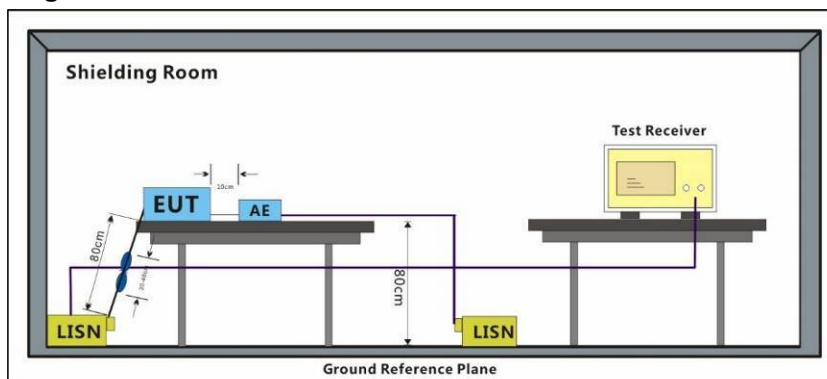 Shielding Room
Test Receiver
10cm
EUT
AE
80cm
80cm
LISN
LISN
Ground Reference Plane